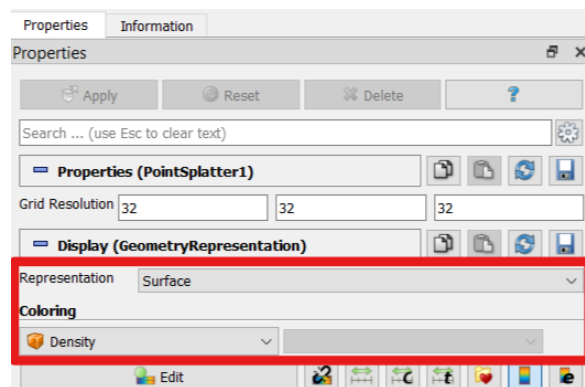 Properties Information
Properties
Apply Reset Delete ?
Search ... (use Esc to clear text)
Properties (PointSplatter1)
Grid Resolution 32 32 32
Display (GeometryRepresentation)
Representation Surface
Coloring
Density
Edit